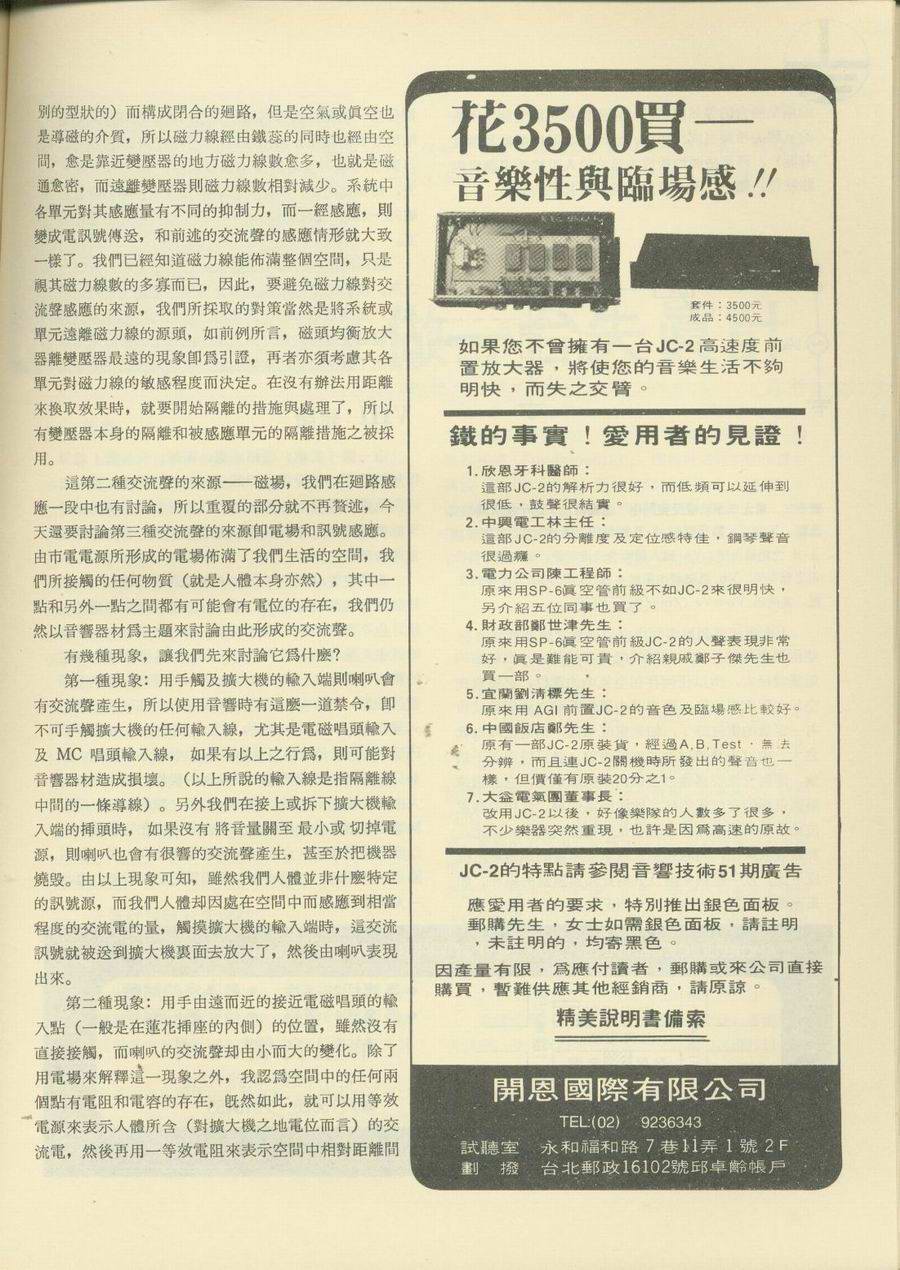 別的型狀的）而構成閉合的廻路，但是空氣或眞空也
是導磁的介質，所以磁力線經由鐵蕊的同時也經由空
間，愈是靠近變壓器的地方磁力線數愈多，也就是磁
通愈密，而遠離變壓器則磁力線數相對減少。系統中
各單元對其感應量有不同的抑制力，而一經感應，則
變成電訊號傳送，和前述的交流聲的感應情形就大致
一樣了。我們已經知道磁力線能佈滿整個空間，只是
視其磁力線數的多寡而已，因此，要避免磁力線對交
流聲感應的來源，我們所採取的對策當然是將系統或
單元遠離磁力線的源頭，如前例所言，磁頭均衡放大
器離變壓器最遠的現象卽爲引證，再者亦須考慮其各
單元對磁力線的敏感程度而決定。在沒有辦法用距離
來換取效果時，就要開始隔離的措施與處理了，所以
有變壓器本身的隔離和被感應單元的隔離措施之被採
用。
這第二種交流聲的來源——磁場，我們在廻路感
應一段中也有討論，所以重覆的部分就不再贅述，今
天還要討論第三種交流聲的來源卽電場和訊號感應。
由市電電源所形成的電場佈滿了我們生活的空間，我
們所接觸的任何物質（就是人體本身亦然），其中一
點和另外一點之間都有可能會有電位的存在，我們仍
然以音響器材爲主題來討論由此形成的交流聲。
有幾種現象，讓我們先來討論它爲什麼？
第一種現象：用手觸及擴大機的輸入端則喇叭會
有交流聲產生，所以使用音響時有這麼一道禁令，卽
不可手觸擴大機的任何輸入線，尤其是電磁唱頭輸入
及 MC 唱頭輸入線， 如果有以上之行爲，則可能對
音響器材造成損壞。（以上所說的輸入線是指隔離線
中間的一條導線）。另外我們在接上或拆下擴大機輸
入端的揷頭時， 如果沒有 將音量關至 最小或 切掉電
源，則喇叭也會有很響的交流聲產生，甚至於把機器
燒毀。由以上現象可知，雖然我們人體並非什麼特定
的訊號源，而我們人體却因處在空間中而感應到相當
程度的交流電的量，觸摸擴大機的輸入端時，這交流
訊號就被送到擴大機裏面去放大了，然後由喇叭表現
出來。
第二種現象：用手由遠而近的接近電磁唱頭的輸
入點（一般是在蓮花揷座的內側）的位置，雖然沒有
直接接觸，而喇叭的交流聲却由小而大的變化。除了
用電場來解釋這一現象之外，我認爲空間中的任何兩
個點有電阻和電容的存在，旣然如此，就可以用等效
電源來表示人體所含（對擴大機之地電位而言）的交
流電，然後再用一等效電阻來表示空間中相對距離間
花3500買一
音樂性與臨場感!!
套件：3500元
成品：4500元
如果您不曾擁有一台JC-2高速度前
置放大器，將使您的音樂生活不夠
明快，而失之交臂。
鐵的事實！愛用者的見證！
1.欣恩牙科醫師：
這部JC-2的解析力很好，而低頻可以延伸到
很低，鼓聲很結實。
2.中興電工林主任：
這部JC-2的分離度及定位感特佳，鋼琴聲音
很過癮。
3.電力公司陳工程師：
原來用SP-6眞空管前級不如JC-2來很明快，
另介紹五位同事也買了。
4.財政部鄭世津先生：
原來用SP-6眞空管前級JC-2的人聲表現非常
好，眞是難能可貴，介紹親戚鄭子傑先生也
買一部。
5.宜蘭劉淸標先生：
原來用 AGI 前置JC-2的音色及臨場感比較好。
6.中國飯店鄭先生：
原有一部JC-2原裝貨，經過A,B,Test，無法
分辨，而且連JC-2關機時所發出的聲音也一
樣，但價僅有原裝20分之1。
7.大益電氣團董事長：
改用JC-2以後，好像樂隊的人數多了很多，
不少樂器突然重現，也許是因爲高速的原故。
JC-2的特點請參閱音響技術51期廣告
應愛用者的要求，特別推出銀色面板。
郵購先生，女士如需銀色面板，請註明
，未註明的，均寄黑色。
因產量有限，爲應付讀者，郵購或來公司直接
購買，暫難供應其他經銷商，請原諒。
精美說明書備索
開恩國際有限公司
TEL:(02) 9236343
試聽室 永和福和路7巷11弄1號2F
劃撥 台北郵政16102號邱卓齡帳戶